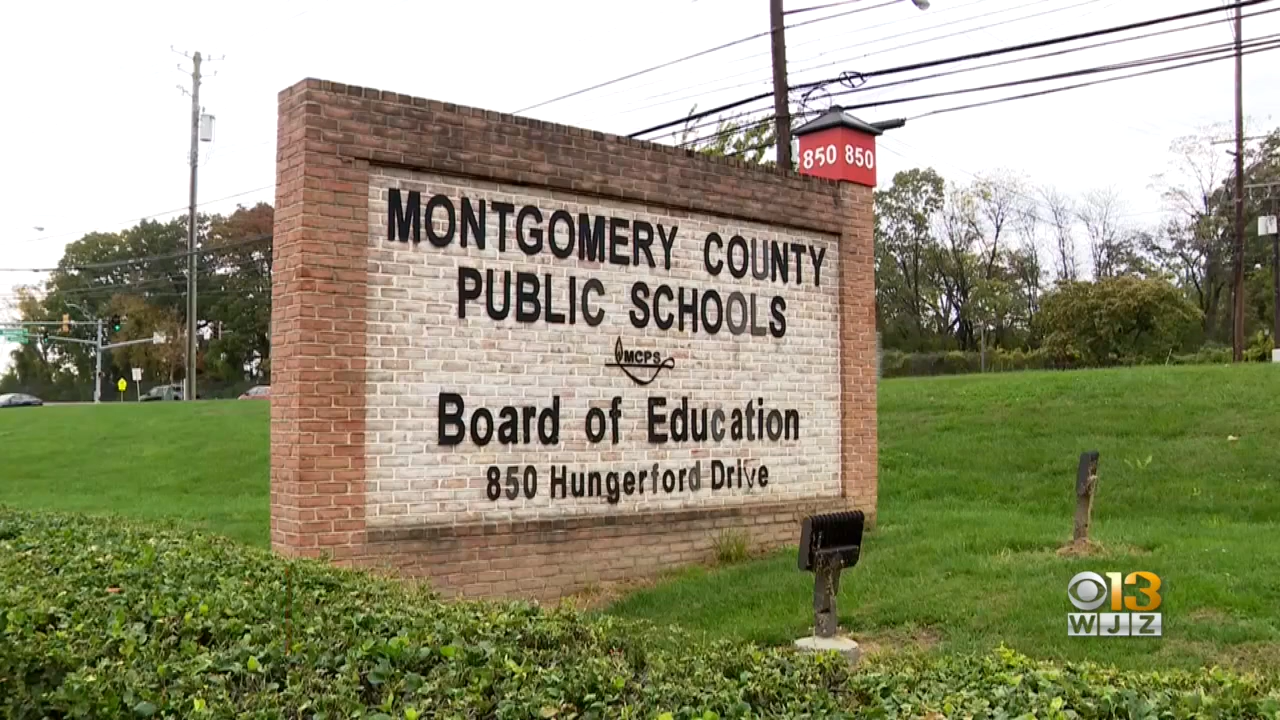 850 850
MONTGOMERY COUNTY
PUBLIC SCHOOLS
MCPS
Board of Education
850 Hungerford Drive
13
WJZ